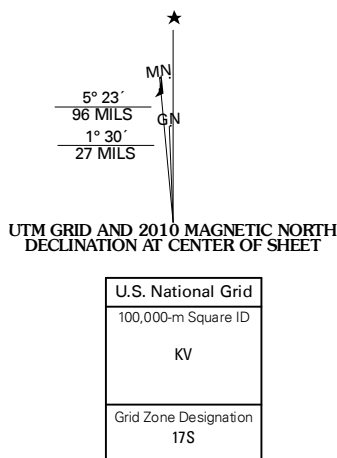 MN
5° 23´
96 MILS
GN
1° 30´
27 MILS
UTM GRID AND 2010 MAGNETIC NORTH
DECLINATION AT CENTER OF SHEET
U.S. National Grid
100,000-m Square ID
KV
Grid Zone Designation
17S